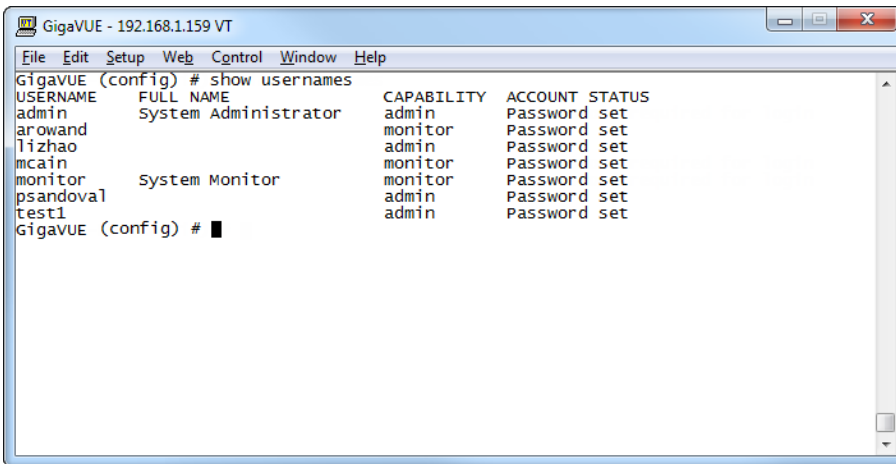 GigaVUE - 192.168.1.159 VT
File Edit Setup Web Control Window Help
GigaVUE (config) # show usernames
USERNAME FULL NAME CAPABILITY ACCOUNT STATUS
admin System Administrator admin Password set
arowand monitor Password set
lizhao admin Password set
mcain monitor Password set
monitor System Monitor monitor Password set
psandoval admin Password set
test1 admin Password set
GigaVUE (config) #